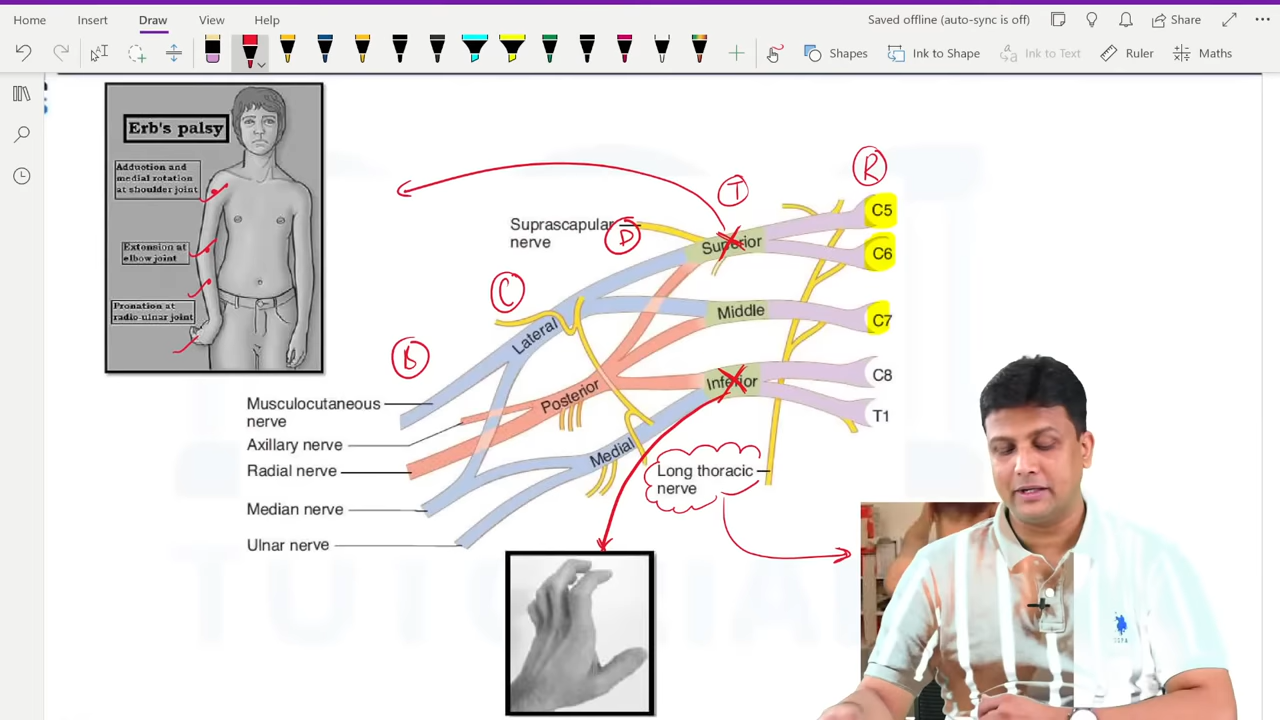 Home
Insert
Draw
View
Help
Saved offline (auto-sync is off)
Share
Shapes
Ink to Shape
Ink to Text
Ruler
Maths
Erb's palsy
Adduction and
medial rotation
at shoulder joint
Extension at
elbow joint
Pronation at
radio-ulnar joint
R
T
D
C
B
Suprascapular
nerve
Superior
Middle
Inferior
Lateral
Posterior
Medial
C5
C6
C7
C8
T1
Musculocutaneous
nerve
Axillary nerve
Radial nerve
Median nerve
Ulnar nerve
Long thoracic
nerve